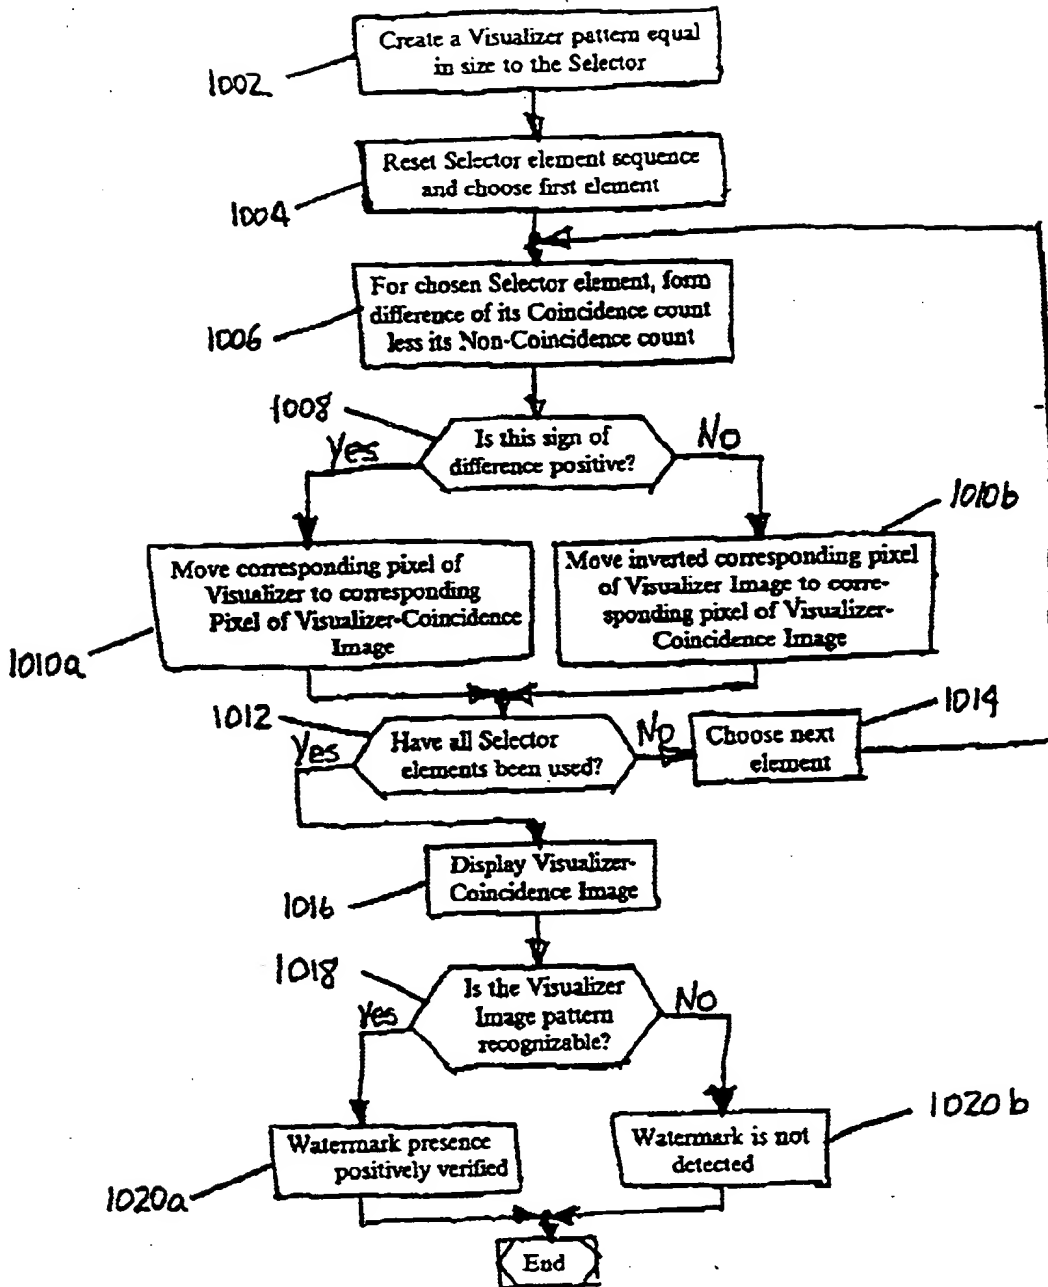 Create a Visualizer pattern equal
in size to the Selector
1002
Reset Selector element sequence
and choose first element
1004
For chosen Selector element, form
difference of its Coincidence count
less its Non-Coincidence count
1006
1008
Is this sign of
difference positive?
Yes
No
1010b
Move corresponding pixel of
Visualizer to corresponding
Pixel of Visualizer-Coincidence
Image
1010a
Move inverted corresponding pixel
of Visualizer Image to corre-
sponding pixel of Visualizer-
Coincidence Image
1012
Have all Selector
elements been used?
Yes
No
Choose next
element
1014
Display Visualizer-
Coincidence Image
1016
1018
Is the Visualizer
Image pattern
recognizable?
Yes
No
Watermark presence
positively verified
1020a
Watermark is not
detected
1020b
End